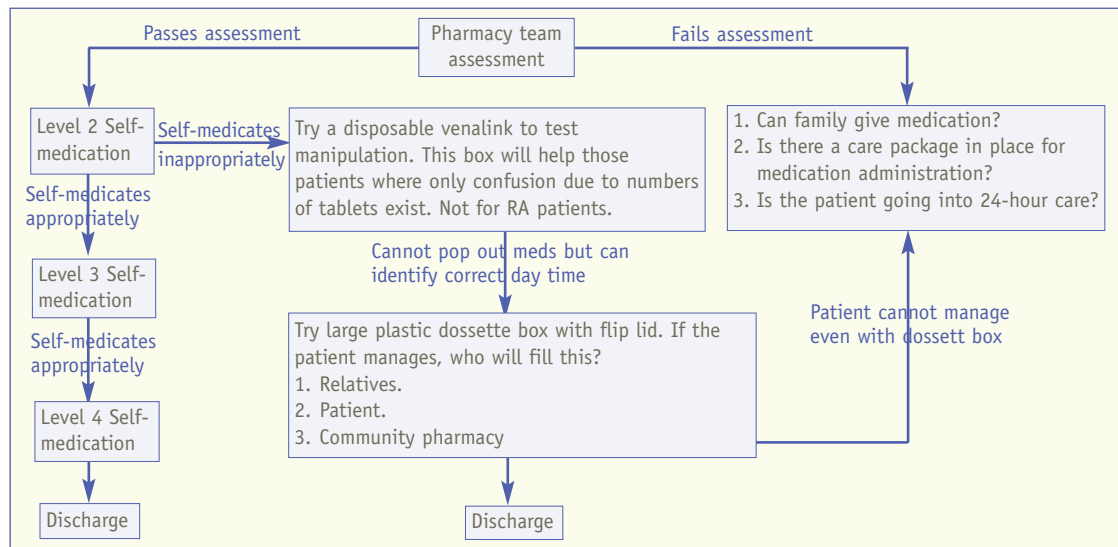 Passes assessment
Pharmacy team
assessment
Fails assessment
Level 2 Self-
medication
Self-medicates
inappropriately
Try a disposable venalink to test
manipulation. This box will help those
patients where only confusion due to numbers
of tablets exist. Not for RA patients.
1. Can family give medication?
2. Is there a care package in place for
medication administration?
3. Is the patient going into 24-hour care?
Self-medicates
appropriately
Cannot pop out meds but can
identify correct day time
Level 3 Self-
medication
Patient cannot manage
even with dossett box
Self-medicates
appropriately
Try large plastic dossette box with flip lid. If the
patient manages, who will fill this?
1. Relatives.
2. Patient.
3. Community pharmacy
Level 4 Self-
medication
Discharge
Discharge